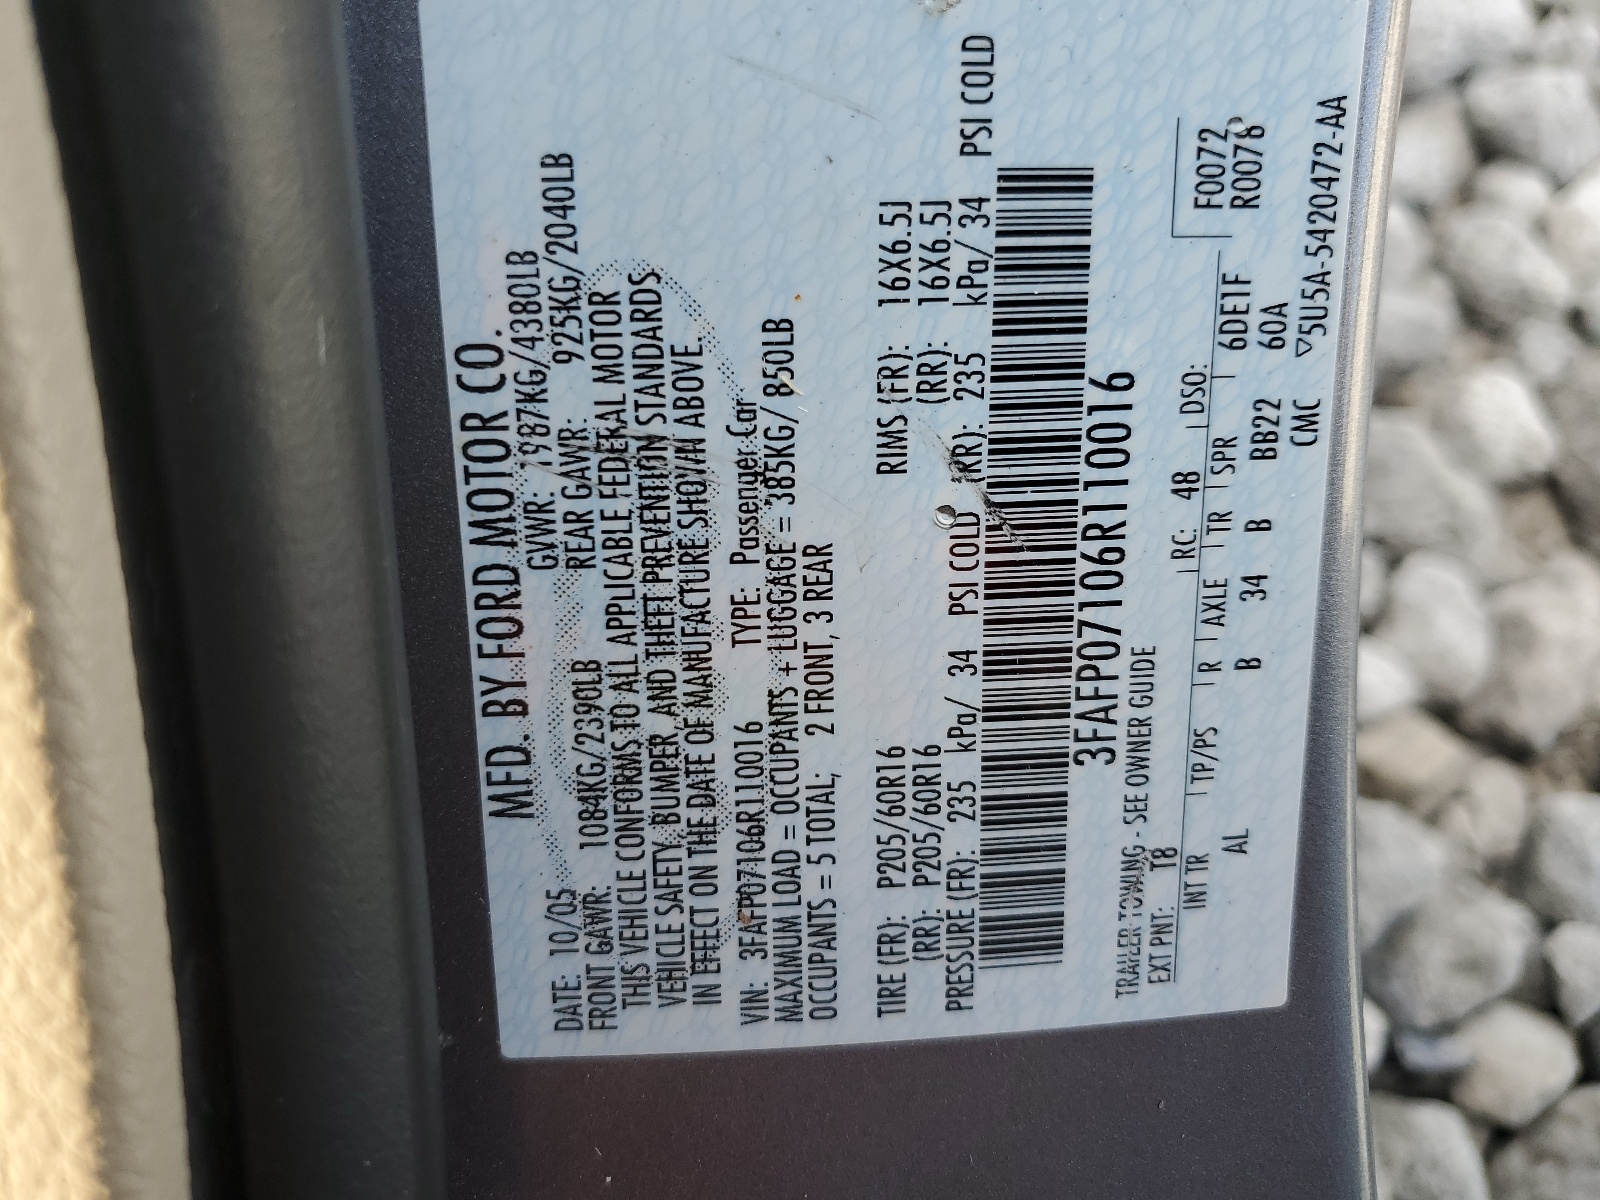 MFD. BY FORD MOTOR CO.
DATE: 10/05 GVWR: 1987KG/4380LB
FRONT GAWR: 1084KG/2390LB REAR GAWR: 925KG/2040LB
THIS VEHICLE CONFORMS TO ALL APPLICABLE FEDERAL MOTOR
VEHICLE SAFETY, BUMPER, AND THEFT PREVENTION STANDARDS
IN EFFECT ON THE DATE OF MANUFACTURE SHOWN ABOVE.
VIN: 3FAFP07106R110016 TYPE: Passenger Car
MAXIMUM LOAD = OCCUPANTS + LUGGAGE = 385KG/ 850LB
OCCUPANTS = 5 TOTAL; 2 FRONT, 3 REAR
TIRE (FR): P205/60R16 RIMS (FR): 16X6.5J
(RR): P205/60R16 (RR): 16X6.5J
PRESSURE (FR): 235 kPa/ 34 PSI COLD (RR): 235 kPa/ 34 PSI COLD
3FAFP07106R110016
TRAILER TOWING - SEE OWNER GUIDE
EXT PNT: T8 RC: 48 DSO:
F0072
R0078
INT TR TP/PS R AXLE TR SPR 6DE1F
AL B 34 B BB22 60A
CMC ▽5U5A-5420472-AA